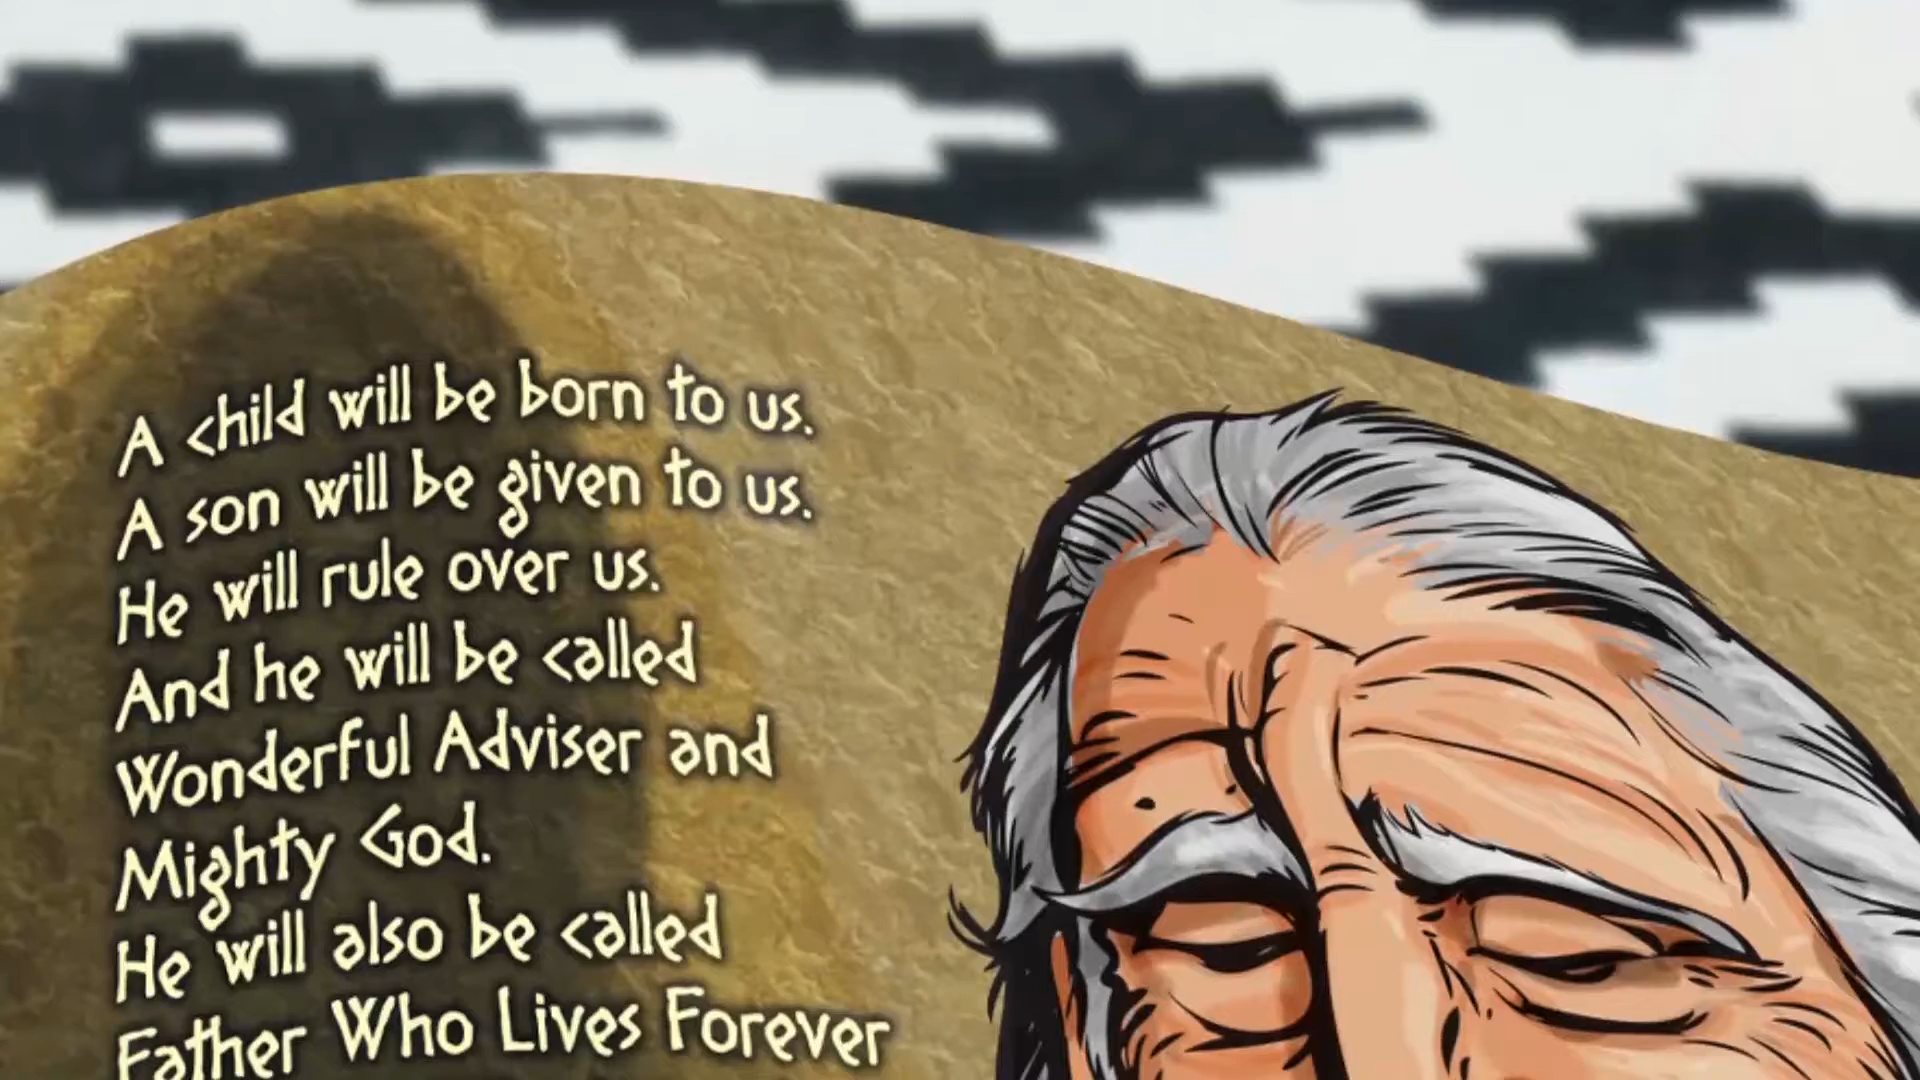 A child will be born to us.
A son will be given to us.
He will rule over us.
And he will be called
Wonderful Adviser and
Mighty God.
He will also be called
Father Who Lives Forever